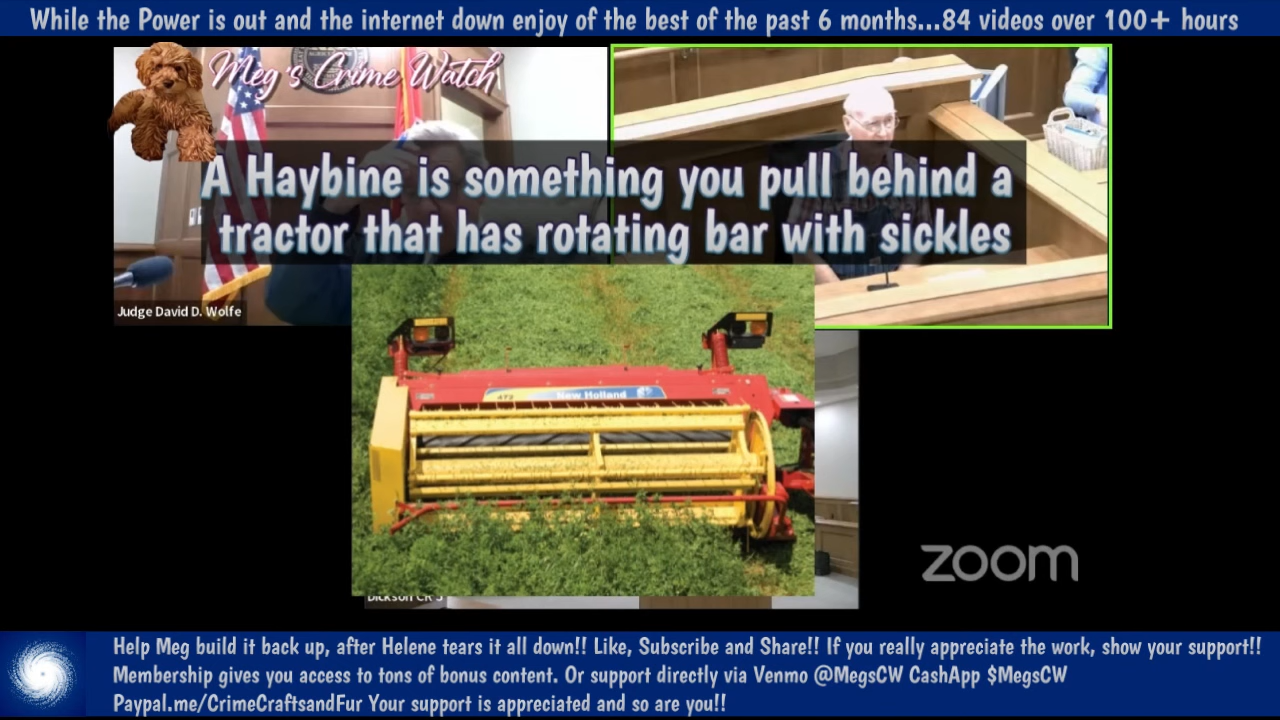 While the Power is out and the internet down enjoy of the best of the past 6 months...84 videos over 100+ hours
Meg's Crime Watch
A Haybine is something you pull behind a
tractor that has rotating bar with sickles
Judge David D. Wolfe
472 New Holland
zoom
Dickson CR 3
Help Meg build it back up, after Helene tears it all down!! Like, Subscribe and Share!! If you really appreciate the work, show your support!!
Membership gives you access to tons of bonus content. Or support directly via Venmo @MegsCW CashApp $MegsCW
Paypal.me/CrimeCraftsandFur Your support is appreciated and so are you!!